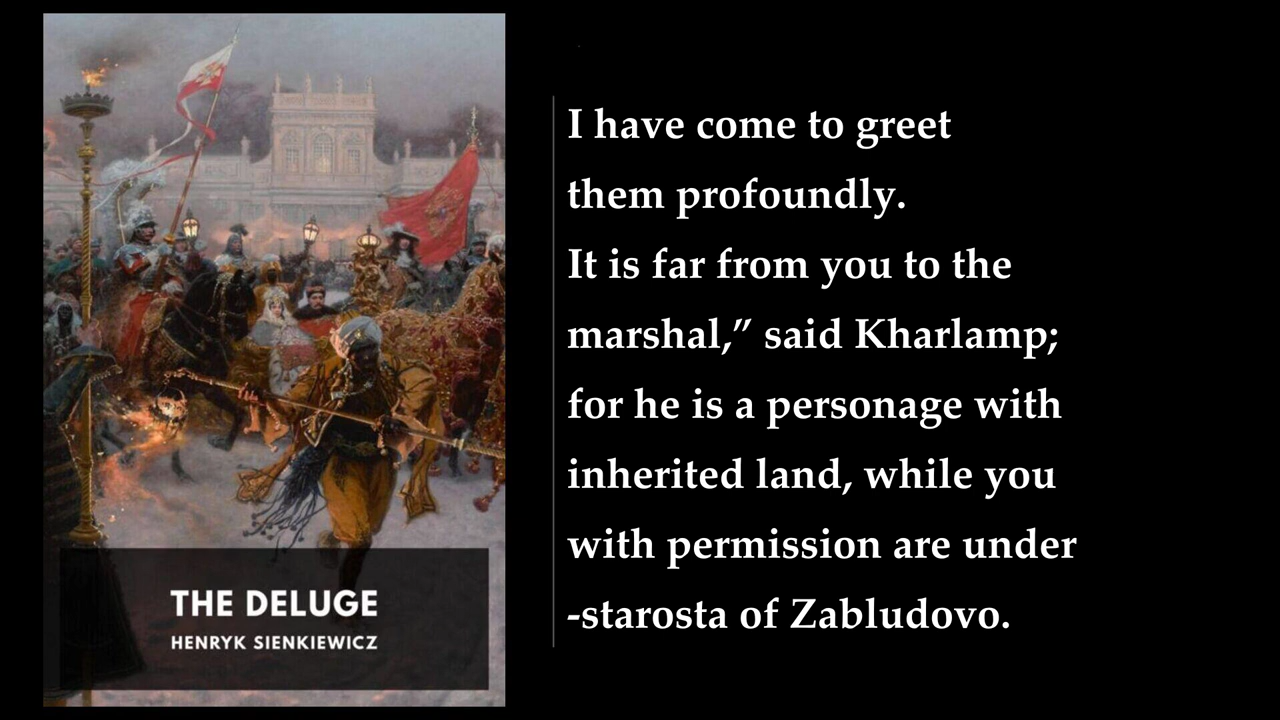 THE DELUGE
HENRYK SIENKIEWICZ
I have come to greet
them profoundly.
It is far from you to the
marshal,” said Kharlamp;
for he is a personage with
inherited land, while you
with permission are under
-starosta of Zabludovo.